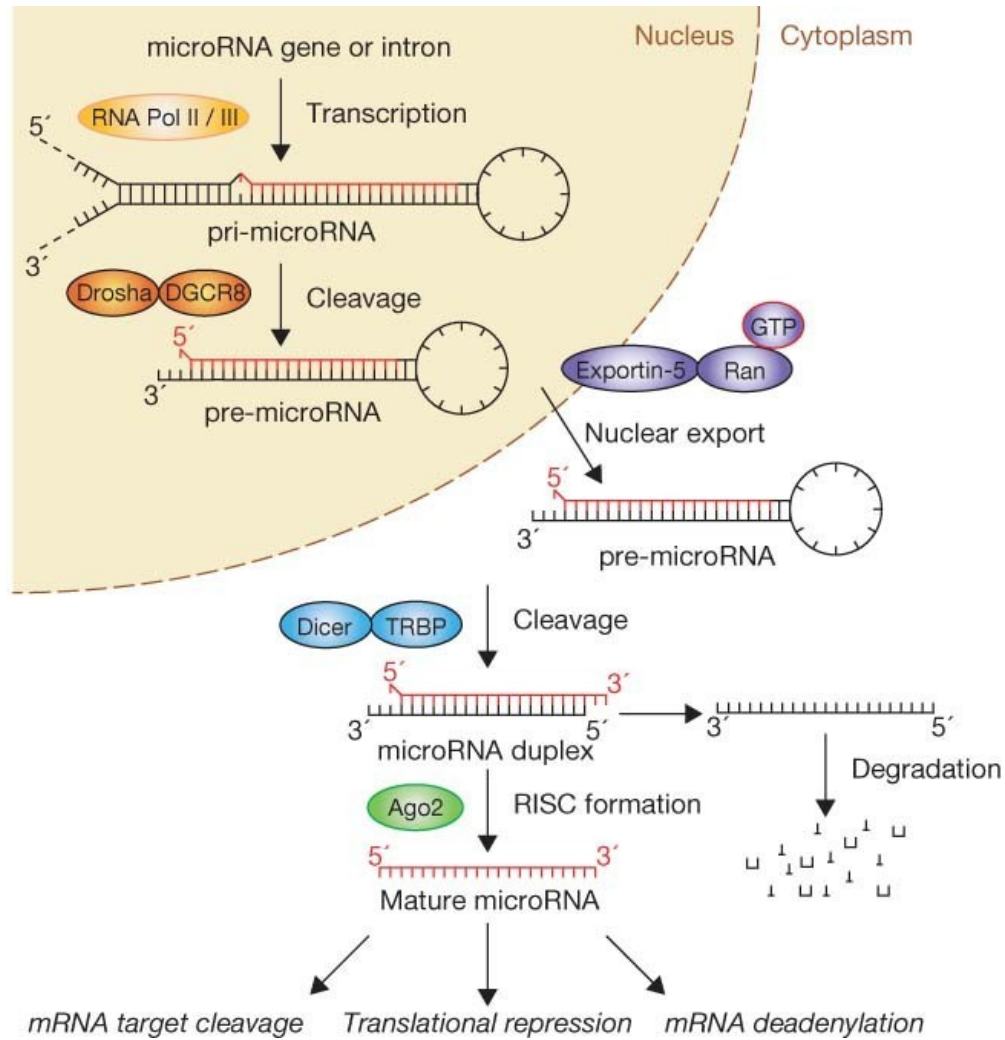 microRNA gene or intron
Nucleus
Cytoplasm
RNA Pol II / III
Transcription
5´
3´
pri-microRNA
Drosha
DGCR8
Cleavage
5´
3´
pre-microRNA
GTP
Exportin-5
Ran
Nuclear export
5´
3´
pre-microRNA
Dicer
TRBP
Cleavage
5´
3´
3´
5´
microRNA duplex
3´
5´
Degradation
Ago2
RISC formation
5´
3´
Mature microRNA
mRNA target cleavage
Translational repression
mRNA deadenylation